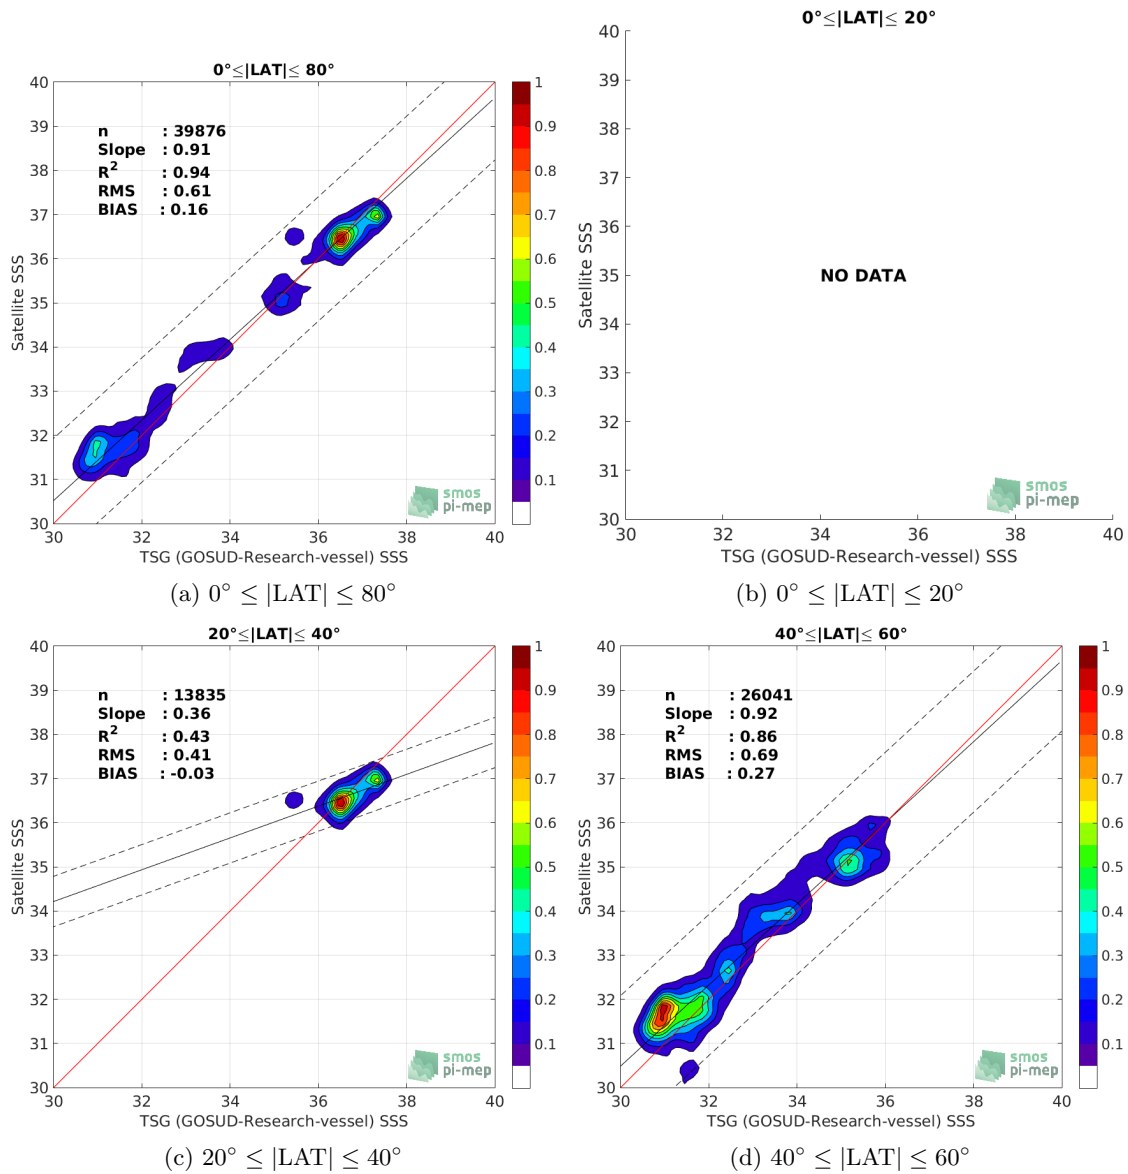 0°≤|LAT|≤ 80°
40
39
38
37
36
35
34
33
32
31
30
Satellite SSS
n : 39876
Slope : 0.91
R2 : 0.94
RMS : 0.61
BIAS : 0.16
smos
pi-mep
30 32 34 36 38 40
TSG (GOSUD-Research-vessel) SSS
1
0.9
0.8
0.7
0.6
0.5
0.4
0.3
0.2
0.1
(a) 0° ≤ |LAT| ≤ 80°
0°≤|LAT|≤ 20°
40
39
38
37
36
35
34
33
32
31
30
Satellite SSS
NO DATA
smos
pi-mep
30 32 34 36 38 40
TSG (GOSUD-Research-vessel) SSS
(b) 0° ≤ |LAT| ≤ 20°
20°≤|LAT|≤ 40°
40
39
38
37
36
35
34
33
32
31
30
Satellite SSS
n : 13835
Slope : 0.36
R2 : 0.43
RMS : 0.41
BIAS : -0.03
smos
pi-mep
30 32 34 36 38 40
TSG (GOSUD-Research-vessel) SSS
1
0.9
0.8
0.7
0.6
0.5
0.4
0.3
0.2
0.1
(c) 20° ≤ |LAT| ≤ 40°
40°≤|LAT|≤ 60°
40
39
38
37
36
35
34
33
32
31
30
Satellite SSS
n : 26041
Slope : 0.92
R2 : 0.86
RMS : 0.69
BIAS : 0.27
smos
pi-mep
30 32 34 36 38 40
TSG (GOSUD-Research-vessel) SSS
1
0.9
0.8
0.7
0.6
0.5
0.4
0.3
0.2
0.1
(d) 40° ≤ |LAT| ≤ 60°